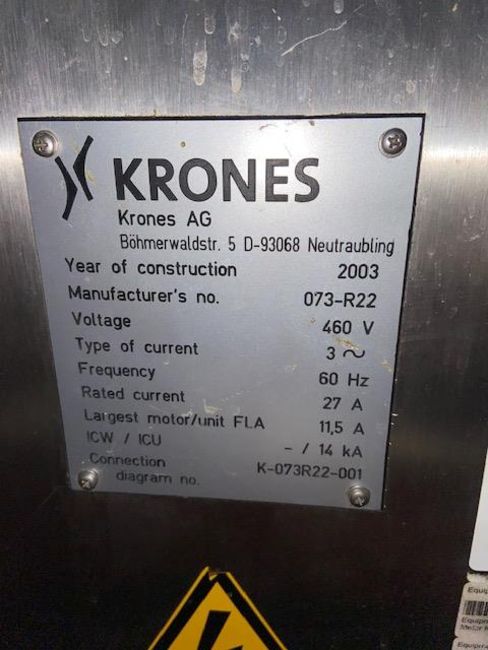 KRONES
Krones AG
Böhmerwaldstr. 5 D-93068 Neutraubling
Year of construction 2003
Manufacturer's no. 073-R22
Voltage 460 V
Type of current 3 ~
Frequency 60 Hz
Rated current 27 A
Largest motor/unit FLA 11,5 A
ICW / ICU - / 14 kA
Connection
diagram no. K-073R22-001